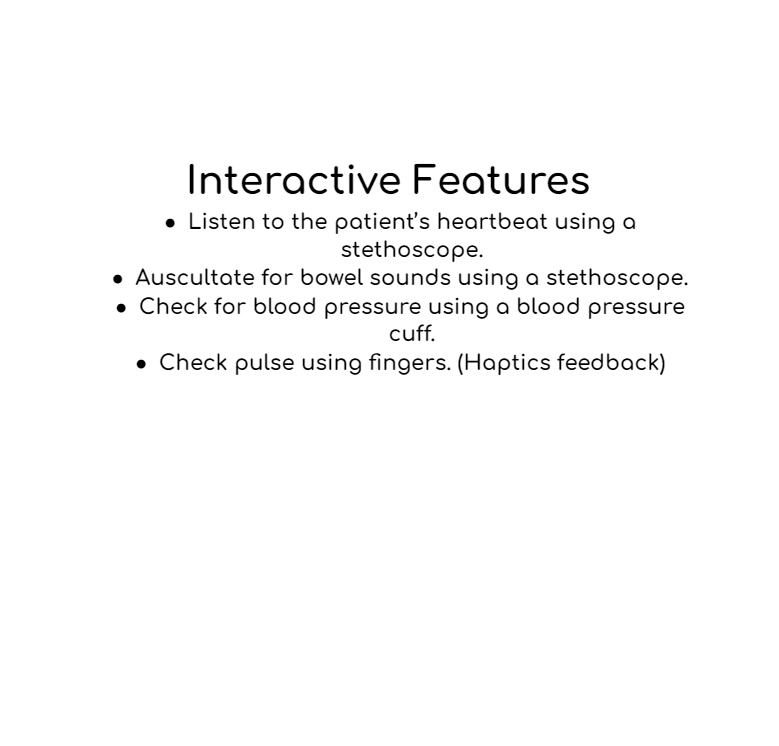 Interactive Features
● Listen to the patient’s heartbeat using a
stethoscope.
● Auscultate for bowel sounds using a stethoscope.
● Check for blood pressure using a blood pressure
cuff.
● Check pulse using fingers. (Haptics feedback)